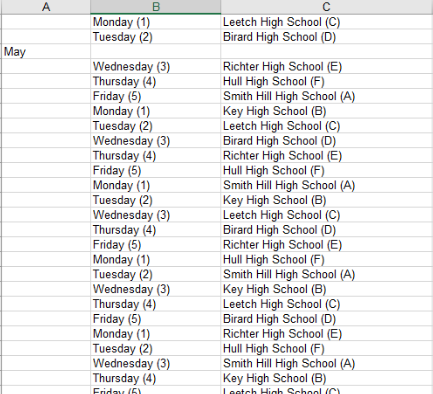 A B C
Monday (1) Leetch High School (C)
Tuesday (2) Birard High School (D)
May
Wednesday (3) Richter High School (E)
Thursday (4) Hull High School (F)
Friday (5) Smith Hill High School (A)
Monday (1) Key High School (B)
Tuesday (2) Leetch High School (C)
Wednesday (3) Birard High School (D)
Thursday (4) Richter High School (E)
Friday (5) Hull High School (F)
Monday (1) Smith Hill High School (A)
Tuesday (2) Key High School (B)
Wednesday (3) Leetch High School (C)
Thursday (4) Birard High School (D)
Friday (5) Richter High School (E)
Monday (1) Hull High School (F)
Tuesday (2) Smith Hill High School (A)
Wednesday (3) Key High School (B)
Thursday (4) Leetch High School (C)
Friday (5) Birard High School (D)
Monday (1) Richter High School (E)
Tuesday (2) Hull High School (F)
Wednesday (3) Smith Hill High School (A)
Thursday (4) Key High School (B)
Friday (5) Leetch High School (C)